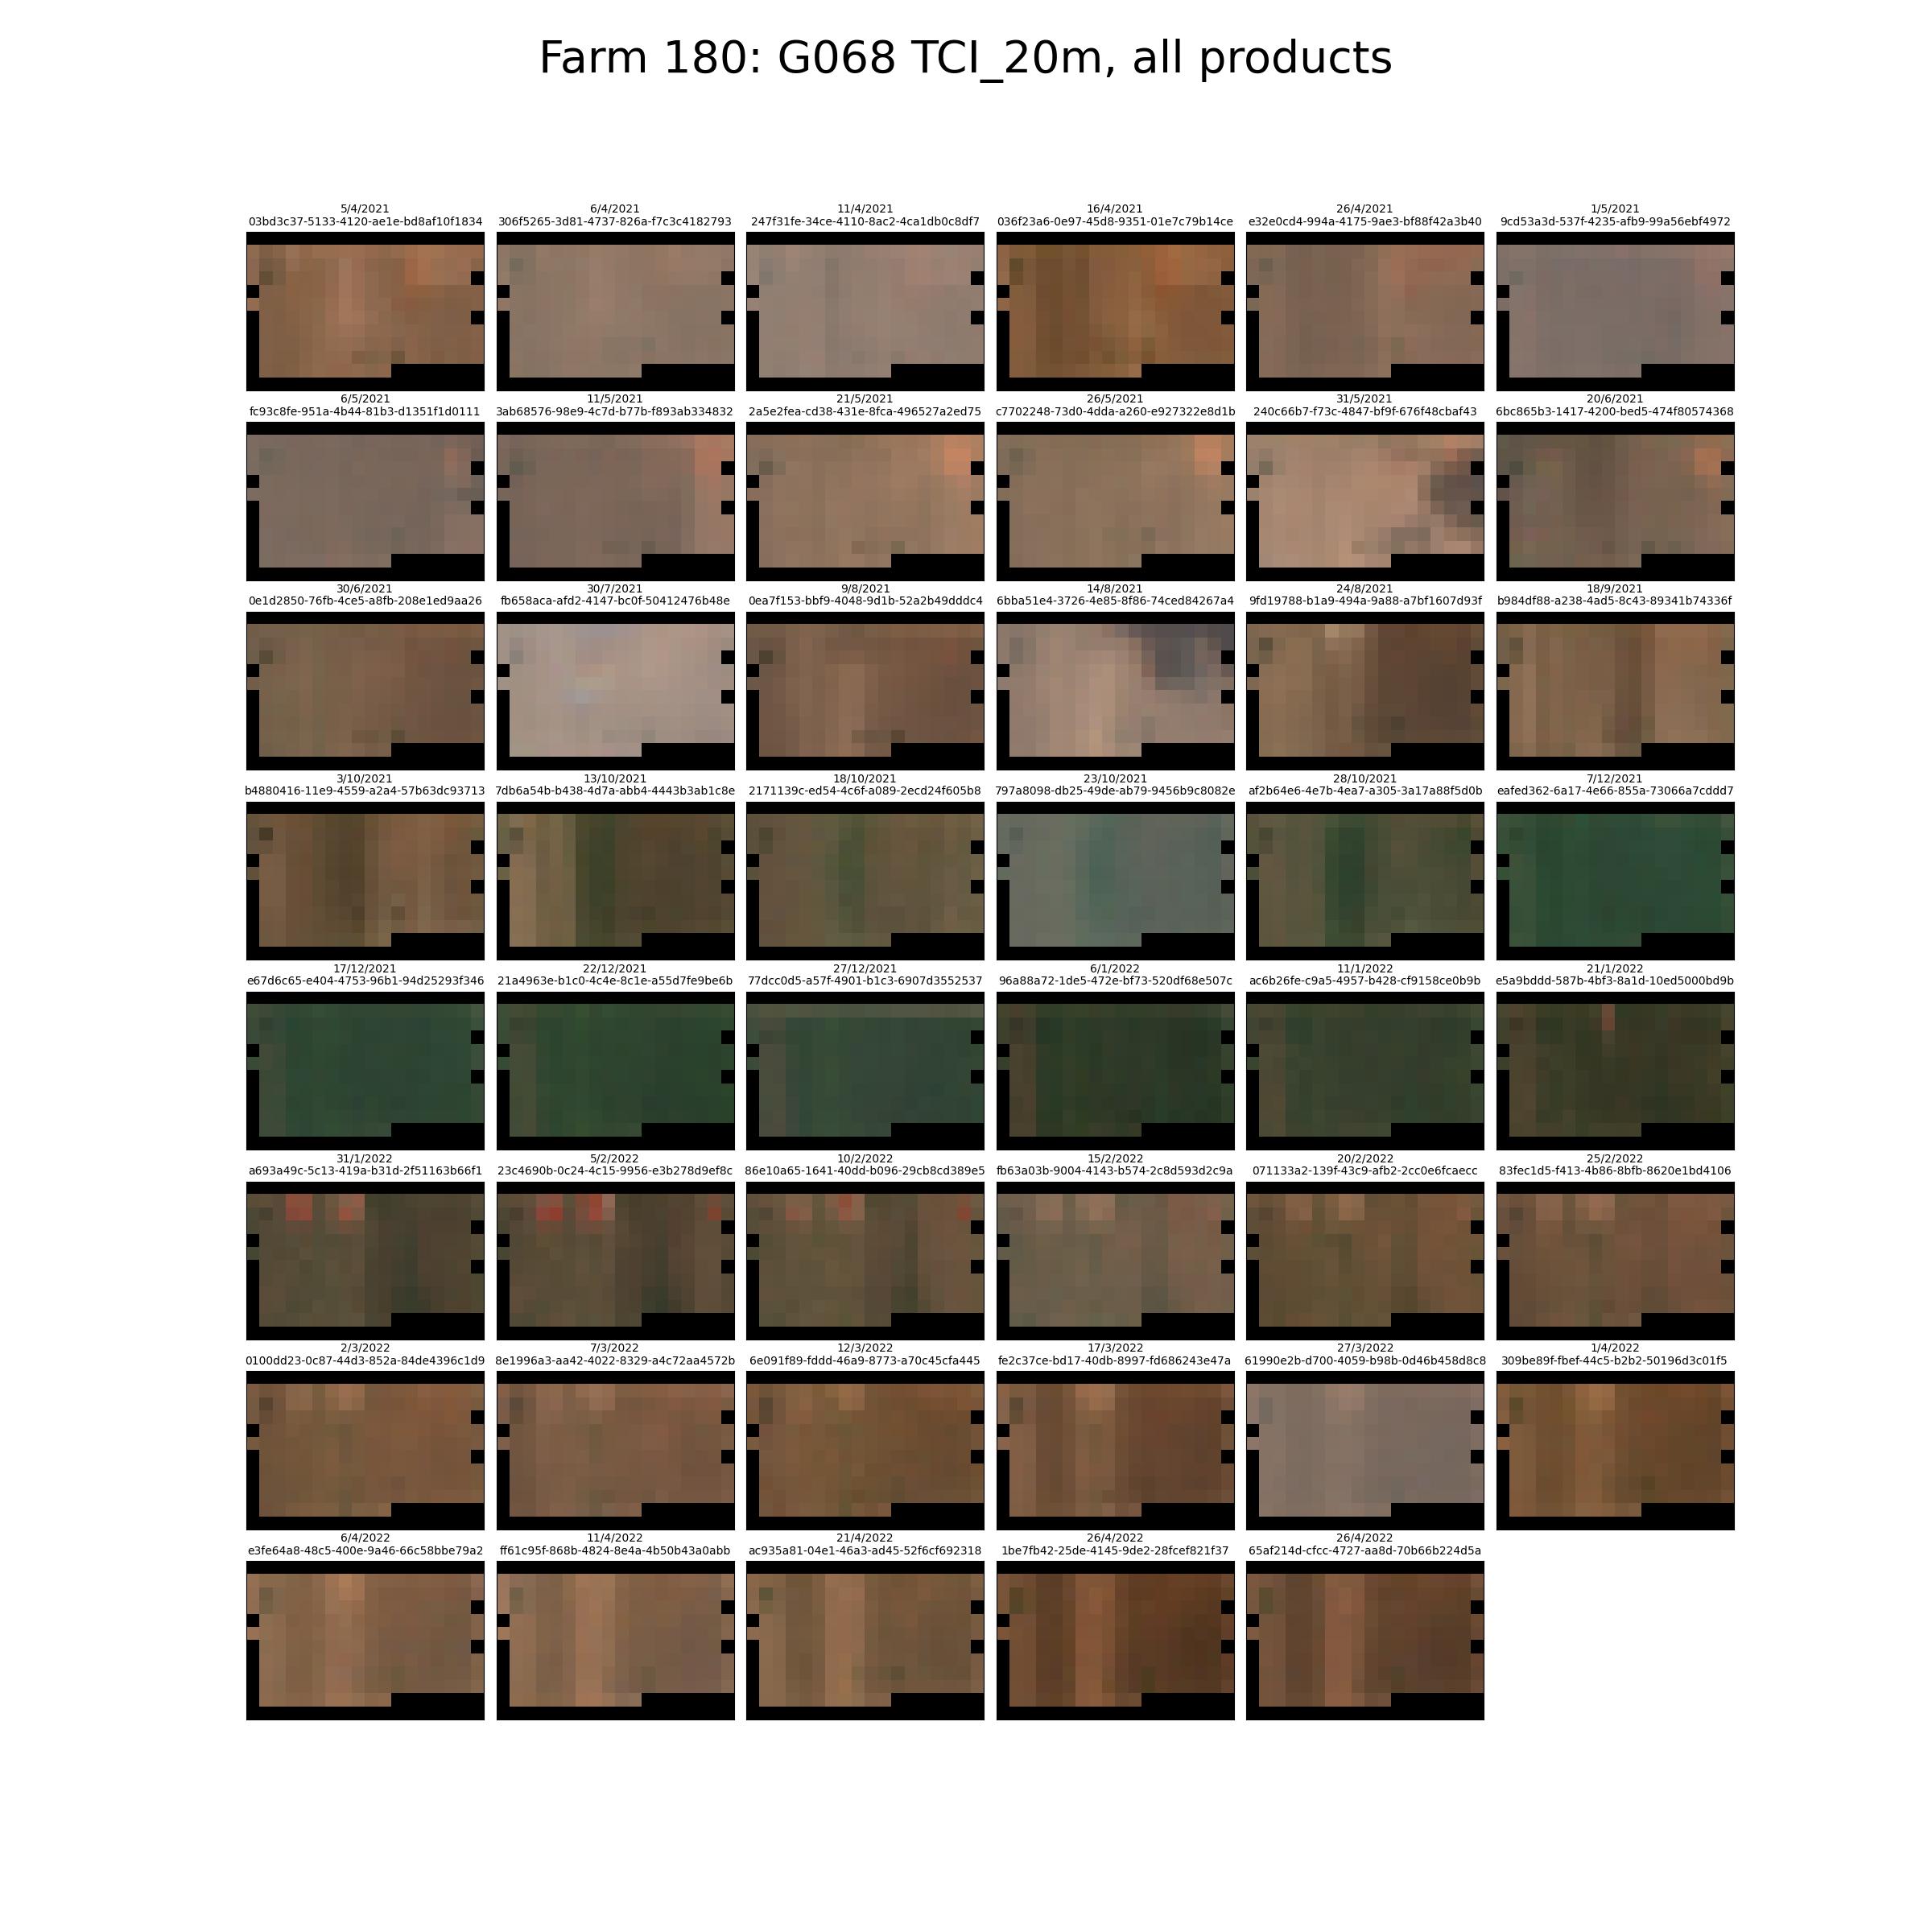 Farm 180: G068 TCI_20m, all products
5/4/2021 6/4/2021 11/4/2021 16/4/2021 26/4/2021 1/5/2021
03bd3c37-5133-4120-ae1e-bd8af10f1834 306f5265-3d81-4737-826a-f7c3c4182793 247f31fe-34ce-4110-8ac2-4ca1db0c8df7 036f23a6-0e97-45d8-9351-01e7c79b14ce e32e0cd4-994a-4175-9ae3-bf88f42a3b40 9cd53a3d-537f-4235-afb9-99a56ebf4972
6/5/2021 11/5/2021 21/5/2021 26/5/2021 31/5/2021 20/6/2021
fc93c8fe-951a-4b44-81b3-d1351f1d0111 3ab68576-98e9-4c7d-b77b-f893ab334832 2a5e2fea-cd38-431e-8fca-496527a2ed75 c7702248-73d0-4dda-a260-e927322e8d1b 240c66b7-f73c-4847-bf9f-676f48cbaf43 6bc865b3-1417-4200-bed5-474f80574368
30/6/2021 30/7/2021 9/8/2021 14/8/2021 24/8/2021 18/9/2021
0e1d2850-76fb-4ce5-a8fb-208e1ed9aa26 fb658aca-afd2-4147-bc0f-50412476b48e 0ea7f153-bbf9-4048-9d1b-52a2b49dddc4 6bba51e4-3726-4e85-8f86-74ced84267a4 9fd19788-b1a9-494a-9a88-a7bf1607d93f b984df88-a238-4ad5-8c43-89341b74336f
3/10/2021 13/10/2021 18/10/2021 23/10/2021 28/10/2021 7/12/2021
b4880416-11e9-4559-a2a4-57b63dc93713 7db6a54b-b438-4d7a-abb4-4443b3ab1c8e 2171139c-ed54-4c6f-a089-2ecd24f605b8 797a8098-db25-49de-ab79-9456b9c8082e af2b64e6-4e7b-4ea7-a305-3a17a88f5d0b eafed362-6a17-4e66-855a-73066a7cddd7
17/12/2021 22/12/2021 27/12/2021 6/1/2022 11/1/2022 21/1/2022
e67d6c65-e404-4753-96b1-94d25293f346 21a4963e-b1c0-4c4e-8c1e-a55d7fe9be6b 77dcc0d5-a57f-4901-b1c3-6907d3552537 96a88a72-1de5-472e-bf73-520df68e507c ac6b26fe-c9a5-4957-b428-cf9158ce0b9b e5a9bddd-587b-4bf3-8a1d-10ed5000bd9b
31/1/2022 5/2/2022 10/2/2022 15/2/2022 20/2/2022 25/2/2022
a693a49c-5c13-419a-b31d-2f51163b66f1 23c4690b-0c24-4c15-9956-e3b278d9ef8c 86e10a65-1641-40dd-b096-29cb8cd389e5 fb63a03b-9004-4143-b574-2c8d593d2c9a 071133a2-139f-43c9-afb2-2cc0e6fcaecc 83fec1d5-f413-4b86-8bfb-8620e1bd4106
2/3/2022 7/3/2022 12/3/2022 17/3/2022 27/3/2022 1/4/2022
0100dd23-0c87-44d3-852a-84de4396c1d9 8e1996a3-aa42-4022-8329-a4c72aa4572b 6e091f89-fddd-46a9-8773-a70c45cfa445 fe2c37ce-bd17-40db-8997-fd686243e47a 61990e2b-d700-4059-b98b-0d46b458d8c8 309be89f-fbef-44c5-b2b2-50196d3c01f5
6/4/2022 11/4/2022 21/4/2022 26/4/2022 26/4/2022
e3fe64a8-48c5-400e-9a46-66c58bbe79a2 ff61c95f-868b-4824-8e4a-4b50b43a0abb ac935a81-04e1-46a3-ad45-52f6cf692318 1be7fb42-25de-4145-9de2-28fcef821f37 65af214d-cfcc-4727-aa8d-70b66b224d5a